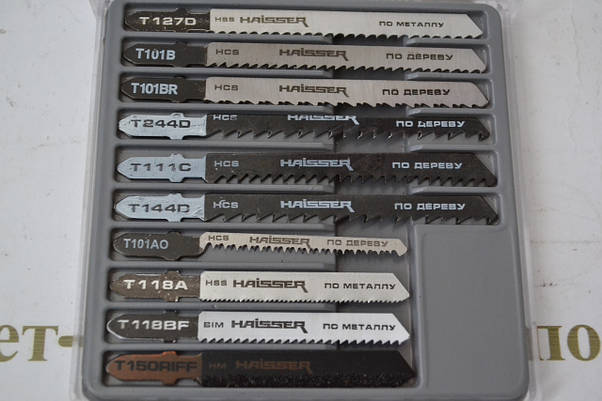 T127D HSS HAISSER ПО МЕТАЛЛУ
T101B HCS HAISSER ПО ДЕРЕВУ
T101BR HCS HAISSER ПО ДЕРЕВУ
T244D HCS HAISSER ПО ДЕРЕВУ
T111C HCS HAISSER ПО ДЕРЕВУ
T144D HCS HAISSER ПО ДЕРЕВУ
T101AO HCS HAISSER ПО ДЕРЕВУ
T118A HSS HAISSER ПО МЕТАЛЛУ
T118BF BIM HAISSER ПО МЕТАЛЛУ
ет- по
T150RIFF HM HAISSER